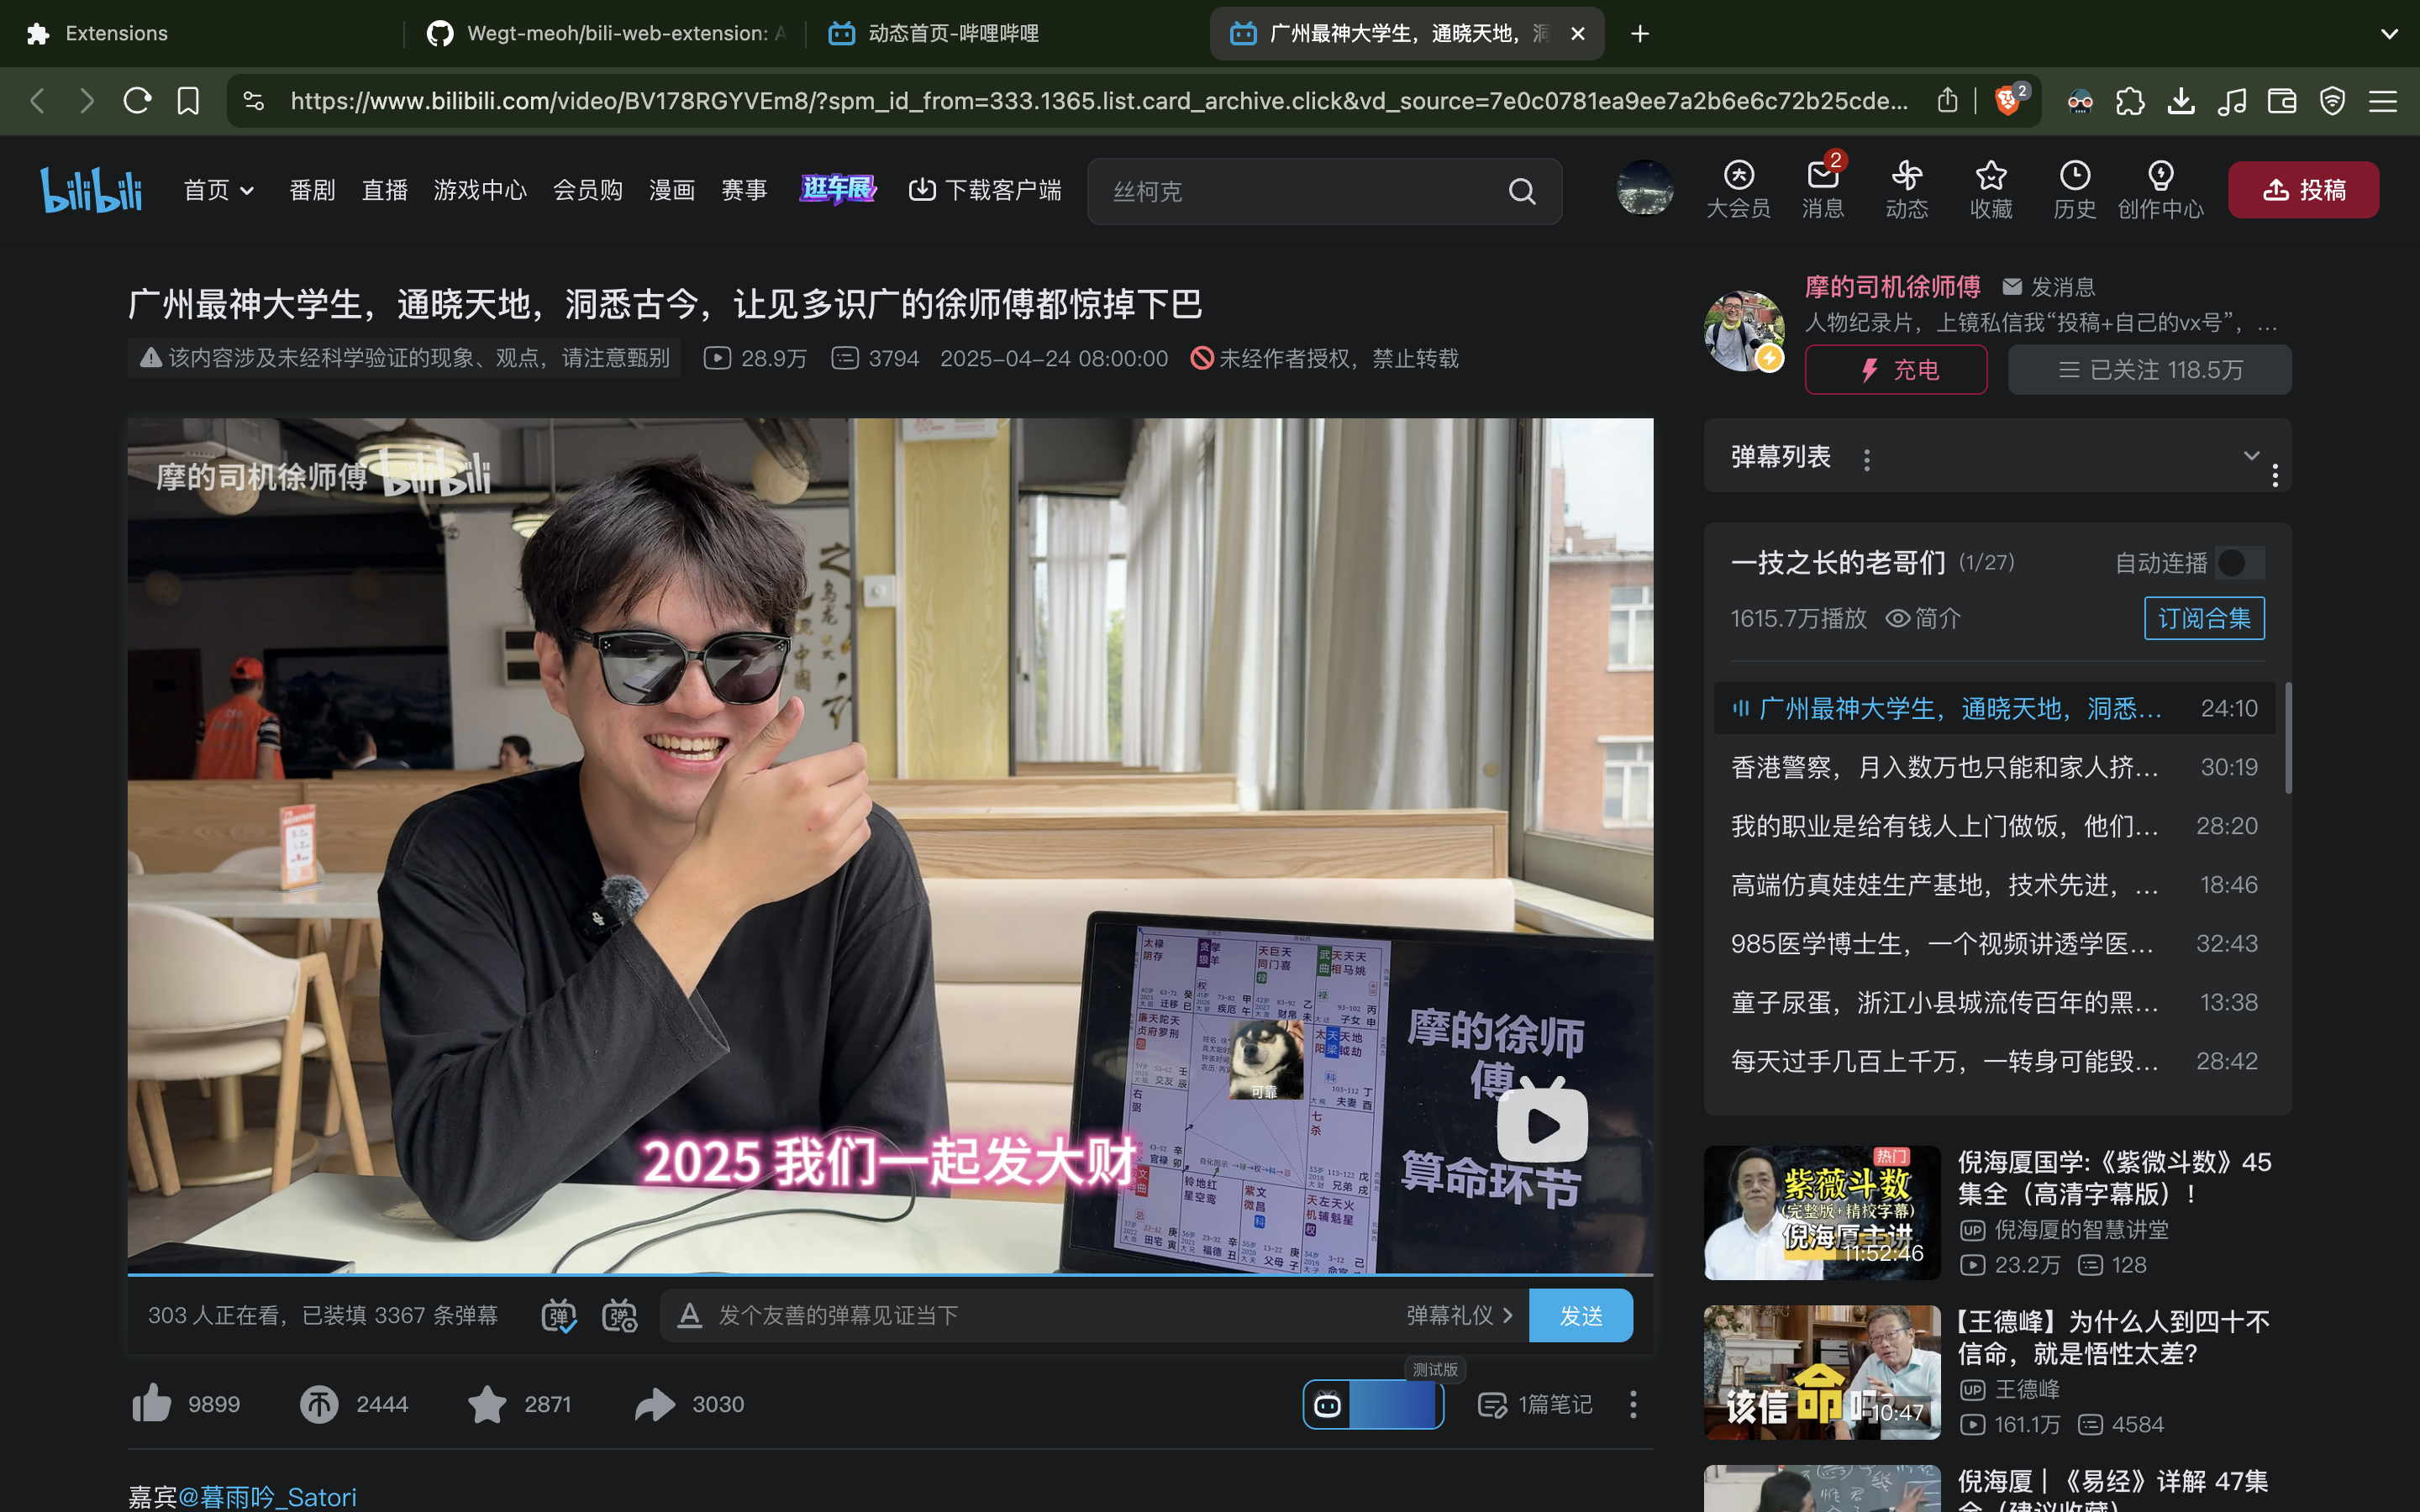 Extensions
Wegt-meoh/bili-web-extension: A
动态首页-哔哩哔哩
广州最神大学生，通晓天地，洞
https://www.bilibili.com/video/BV178RGYVEm8/?spm_id_from=333.1365.list.card_archive.click&vd_source=7e0c0781ea9ee7a2b6e6c72b25cde...
2
bilibili
首页
番剧
直播
游戏中心
会员购
漫画
赛事
逛车展
下载客户端
丝柯克
大会员
2
消息
动态
收藏
历史
创作中心
投稿
广州最神大学生，通晓天地，洞悉古今，让见多识广的徐师傅都惊掉下巴
该内容涉及未经科学验证的现象、观点，请注意甄别
28.9万
3794
2025-04-24 08:00:00
未经作者授权，禁止转载
摩的司机徐师傅
发消息
人物纪录片，上镜私信我“投稿+自己的vx号”，...
充电
已关注 118.5万
摩的司机徐师傅 bilibili
摩的徐师
傅
算命环节
可靠
2025 我们一起发大财
303 人正在看，已装填 3367 条弹幕
弹
弹
发个友善的弹幕见证当下
弹幕礼仪
发送
9899
2444
2871
3030
测试版
1篇笔记
嘉宾@暮雨吟_Satori
弹幕列表
一技之长的老哥们 (1/27)
自动连播
1615.7万播放
简介
订阅合集
广州最神大学生，通晓天地，洞悉... 24:10
香港警察，月入数万也只能和家人挤... 30:19
我的职业是给有钱人上门做饭，他们... 28:20
高端仿真娃娃生产基地，技术先进，... 18:46
985医学博士生，一个视频讲透学医... 32:43
童子尿蛋，浙江小县城流传百年的黑... 13:38
每天过手几百上千万，一转身可能毁... 28:42
热门
紫薇斗数
(完整版+精校字幕)
倪海厦主讲
11:52:46
倪海厦国学:《紫微斗数》45
集全（高清字幕版）！
倪海厦的智慧讲堂
23.2万
128
该信命吗
10:47
【王德峰】为什么人到四十不
信命，就是悟性太差？
王德峰
161.1万
4584
倪海厦 | 《易经》详解 47集
全（建议收藏）